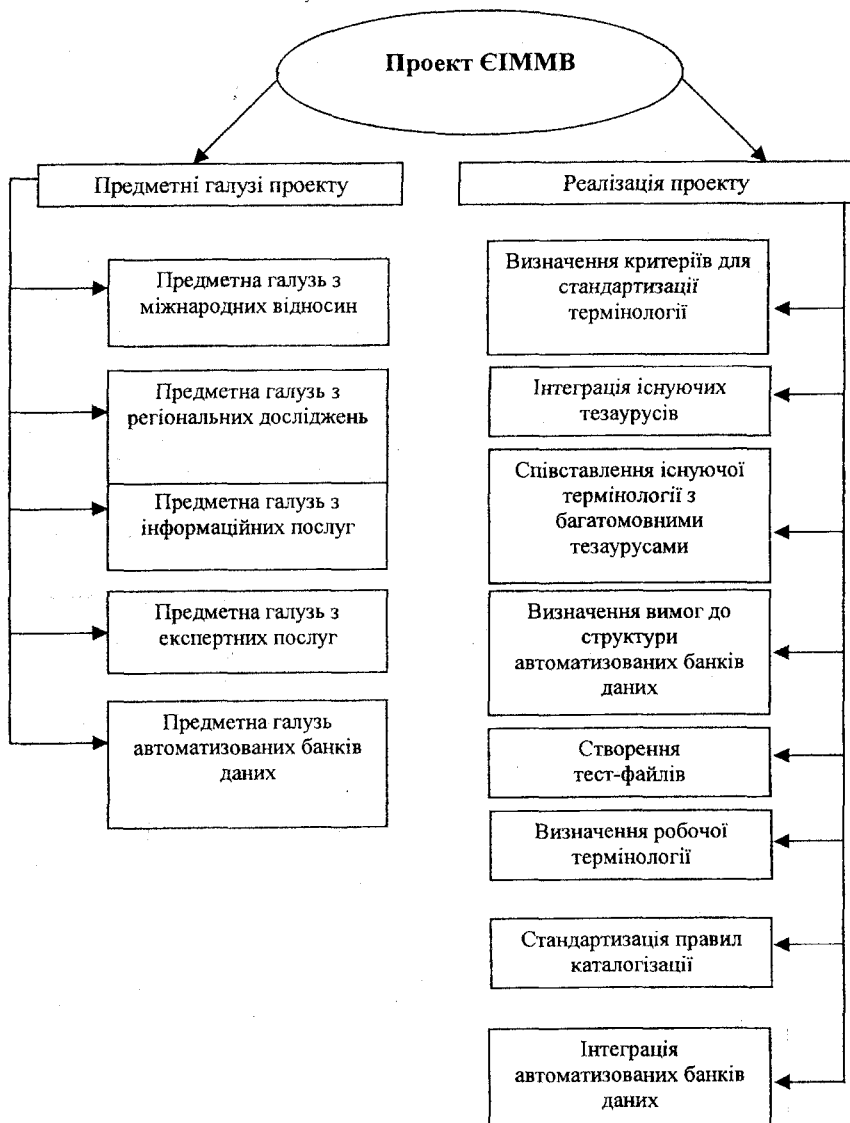 Проект ЄІММВ
Предметні галузі проекту
Предметна галузь з
міжнародних відносин
Предметна галузь з
регіональних досліджень
Предметна галузь з
інформаційних послуг
Предметна галузь з
експертних послуг
Предметна галузь
автоматизованих банків
даних
Реалізація проекту
Визначення критеріїв для
стандартизації
термінології
Інтеграція існуючих
тезаурусів
Співставлення існуючої
термінології з
багатомовними
тезаурусами
Визначення вимог до
структури
автоматизованих банків
даних
Створення
тест-файлів
Визначення робочої
термінології
Стандартизація правил
каталогізації
Інтеграція
автоматизованих банків
даних